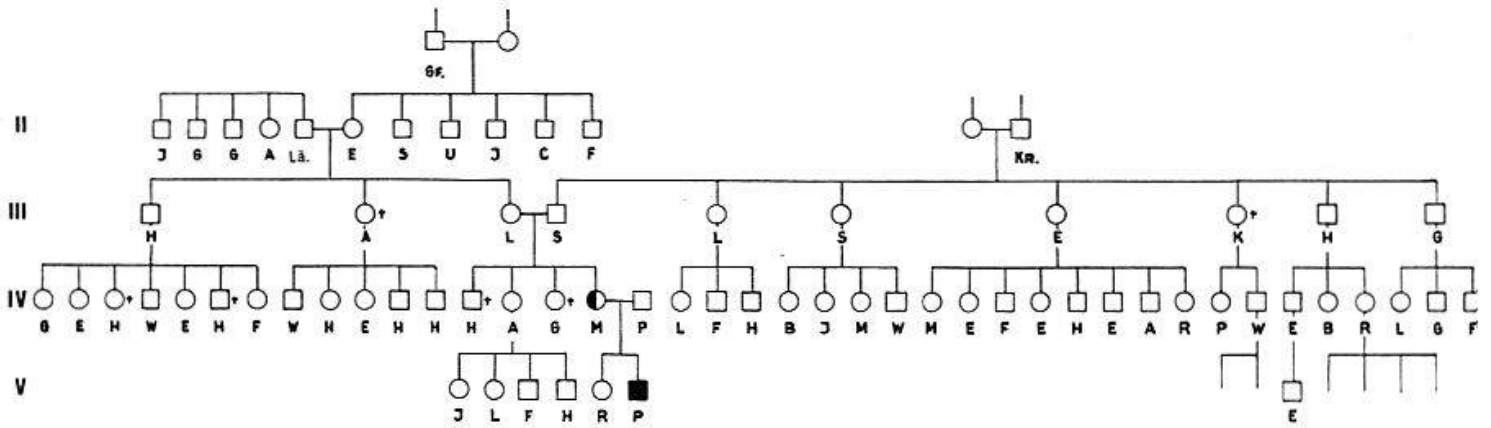 GF.
II
J G G A Lä. E S U J C F KR.
III
H A † L S L S E K † H G
IV
G E H † W E H † F W H E H H H † A G † M P L F H B J M W M E F E H E A R P W E B R L G F
V
J L F H R P E